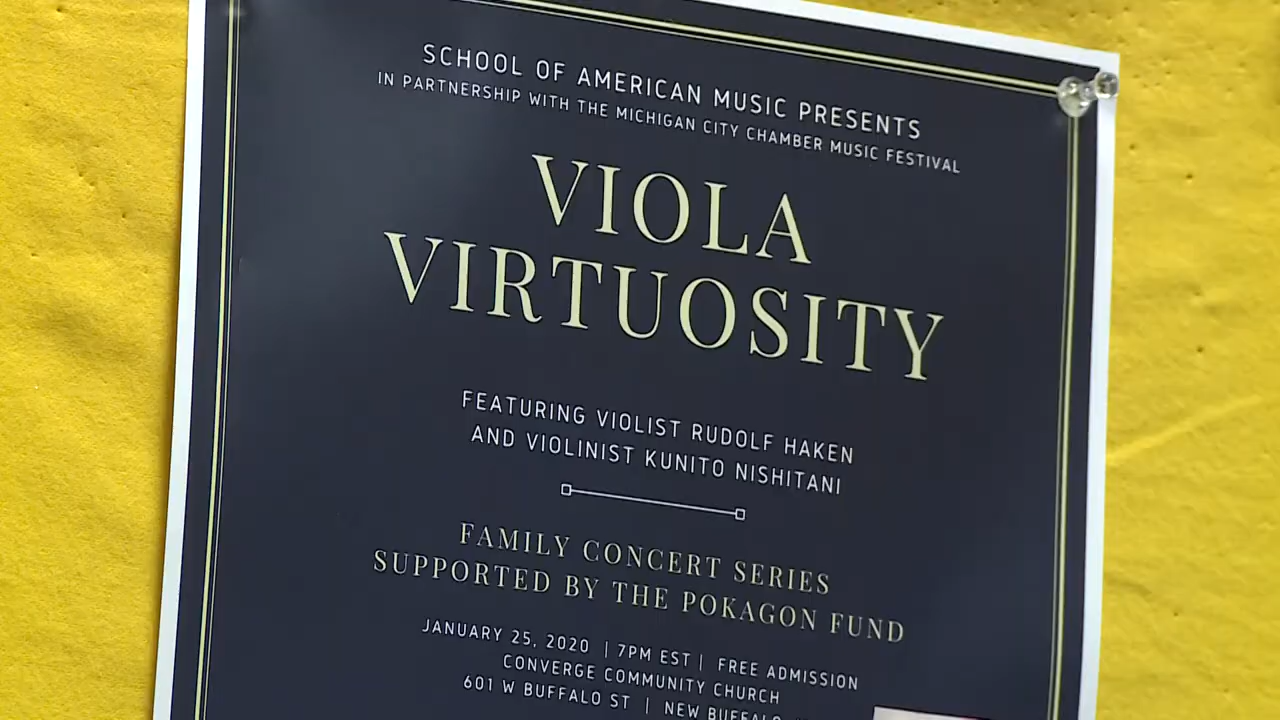 SCHOOL OF AMERICAN MUSIC PRESENTS
IN PARTNERSHIP WITH THE MICHIGAN CITY CHAMBER MUSIC FESTIVAL
VIOLA
VIRTUOSITY
FEATURING VIOLIST RUDOLF HAKEN
AND VIOLINIST KUNITO NISHITANI
FAMILY CONCERT SERIES
SUPPORTED BY THE POKAGON FUND
JANUARY 25, 2020 | 7PM EST | FREE ADMISSION
CONVERGE COMMUNITY CHURCH
601 W BUFFALO ST | NEW BUFFALO